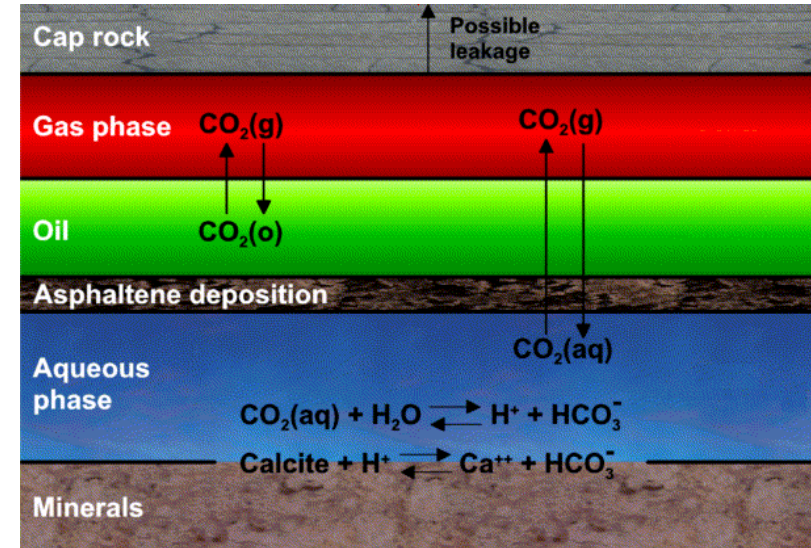 Cap rock
Possible
leakage
Gas phase
CO₂(g)
CO₂(g)
Oil
CO₂(o)
Asphaltene deposition
CO₂(aq)
Aqueous
phase
CO₂(aq) + H₂O ⇌ H⁺ + HCO₃⁻
Calcite + H⁺ ⇌ Ca⁺⁺ + HCO₃⁻
Minerals